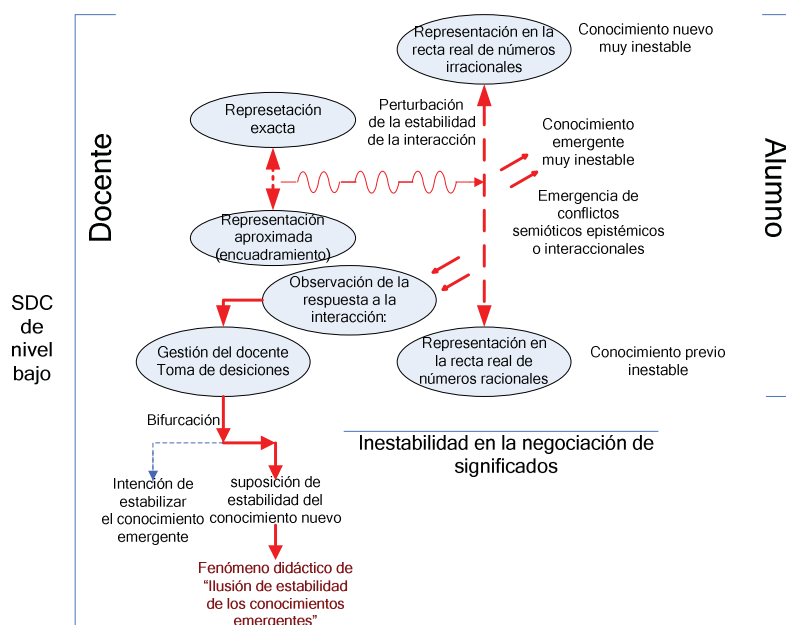 Representación en la
recta real de números
irracionales
Conocimiento nuevo
muy inestable
Represetación
exacta
Perturbación
de la estabilidad
de la interacción
Conocimiento
emergente
muy inestable
Docente
Alumno
Emergencia de
conflictos
semióticos epistémicos
o interaccionales
Representación
aproximada
(encuadramiento)
Observación de la
respuesta a la
interacción:
SDC
de
nivel
bajo
Gestión del docente
Toma de desiciones
Representación en
la recta real de
números racionales
Conocimiento previo
inestable
Bifurcación
Inestabilidad en la negociación de
significados
Intención de
estabilizar
el conocimiento
emergente
suposición de
estabilidad del
conocimiento nuevo
Fenómeno didáctico de
“Ilusión de estabilidad
de los conocimientos
emergentes”